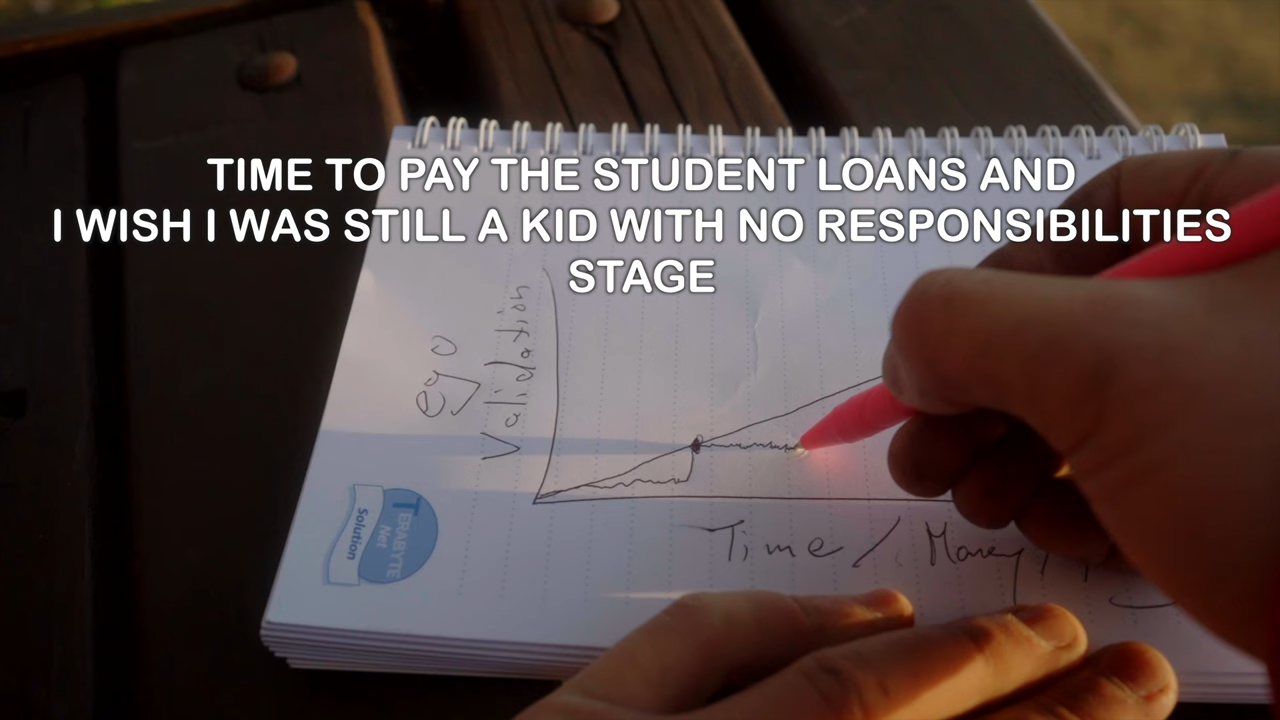 TIME TO PAY THE STUDENT LOANS AND
I WISH I WAS STILL A KID WITH NO RESPONSIBILITIES
STAGE
ego
Validation
TERABYTE
Net
Solution
Time / Money /